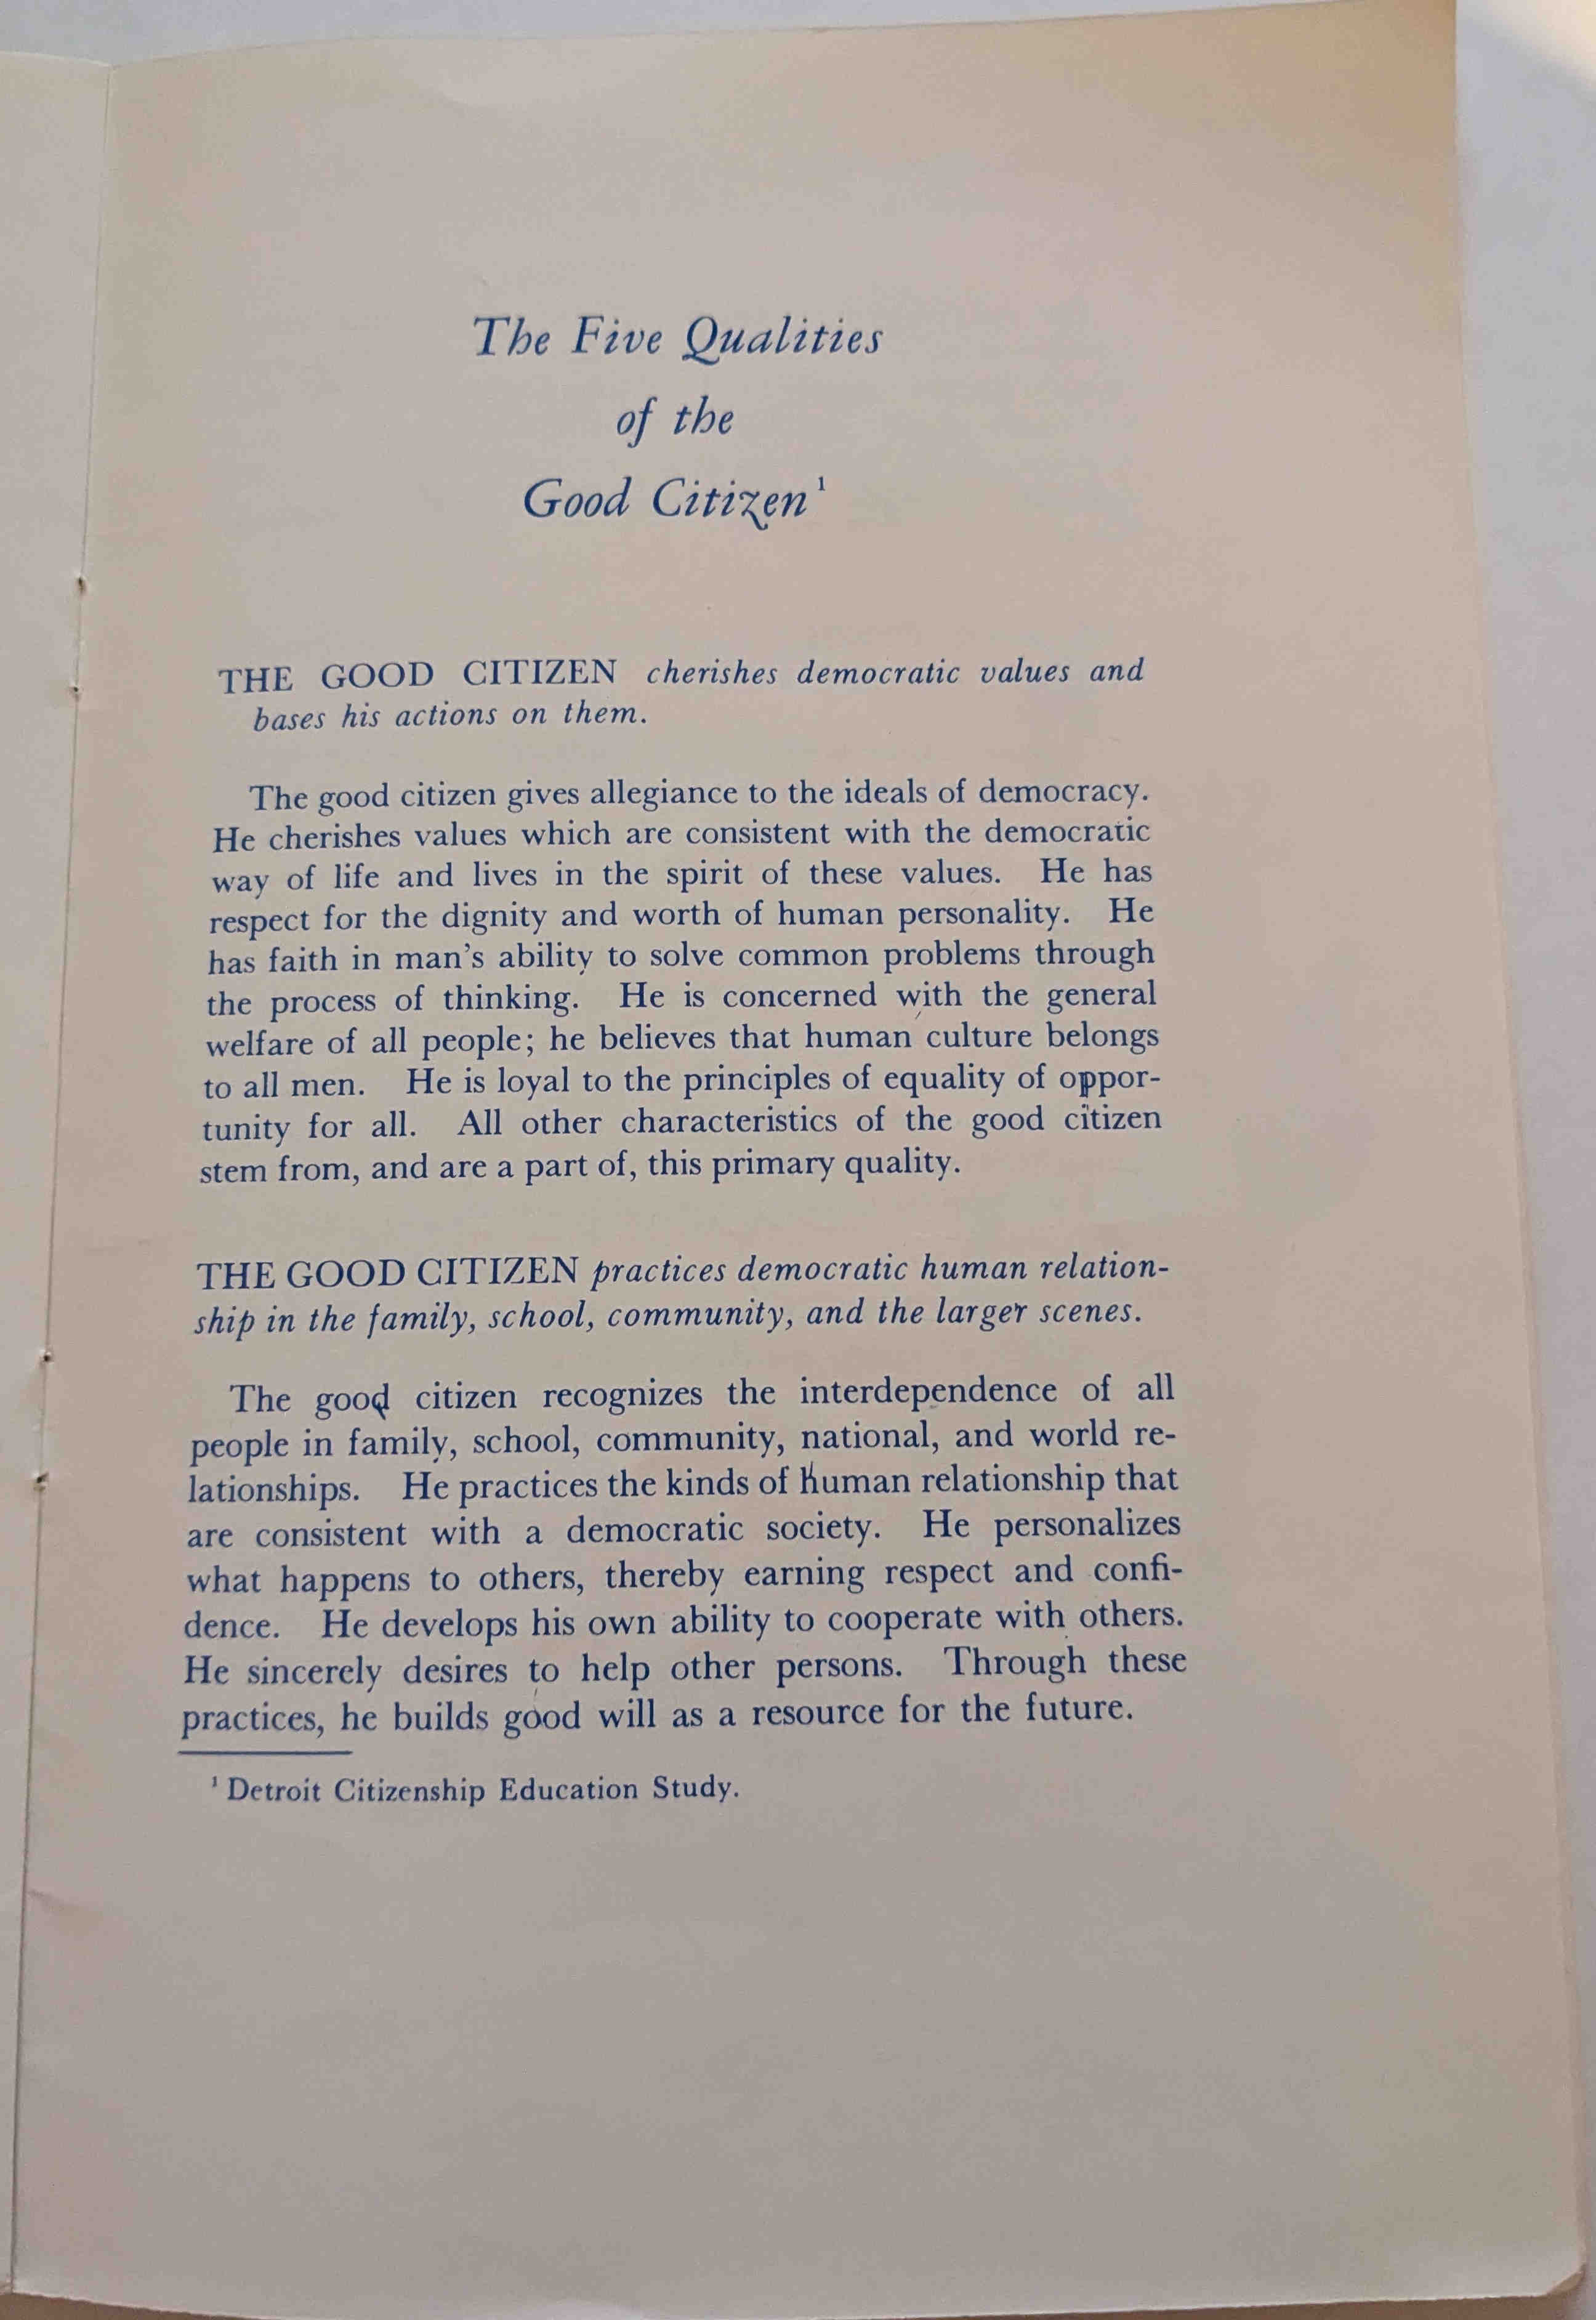 The Five Qualities
of the
Good Citizen¹
THE GOOD CITIZEN cherishes democratic values and
bases his actions on them.
The good citizen gives allegiance to the ideals of democracy.
He cherishes values which are consistent with the democratic
way of life and lives in the spirit of these values. He has
respect for the dignity and worth of human personality. He
has faith in man's ability to solve common problems through
the process of thinking. He is concerned with the general
welfare of all people; he believes that human culture belongs
to all men. He is loyal to the principles of equality of oppor-
tunity for all. All other characteristics of the good citizen
stem from, and are a part of, this primary quality.
THE GOOD CITIZEN practices democratic human relation-
ship in the family, school, community, and the larger scenes.
The good citizen recognizes the interdependence of all
people in family, school, community, national, and world re-
lationships. He practices the kinds of human relationship that
are consistent with a democratic society. He personalizes
what happens to others, thereby earning respect and confi-
dence. He develops his own ability to cooperate with others.
He sincerely desires to help other persons. Through these
practices, he builds good will as a resource for the future.
¹ Detroit Citizenship Education Study.